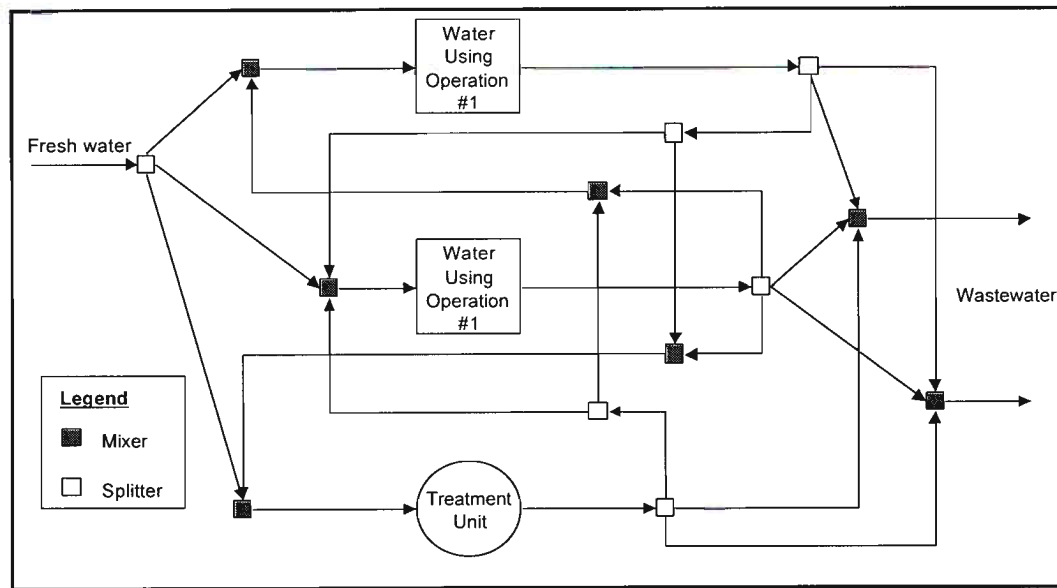 Water
Using
Operation
#1
Fresh water
Water
Using
Operation
#1
Wastewater
Legend
Mixer
Splitter
Treatment
Unit